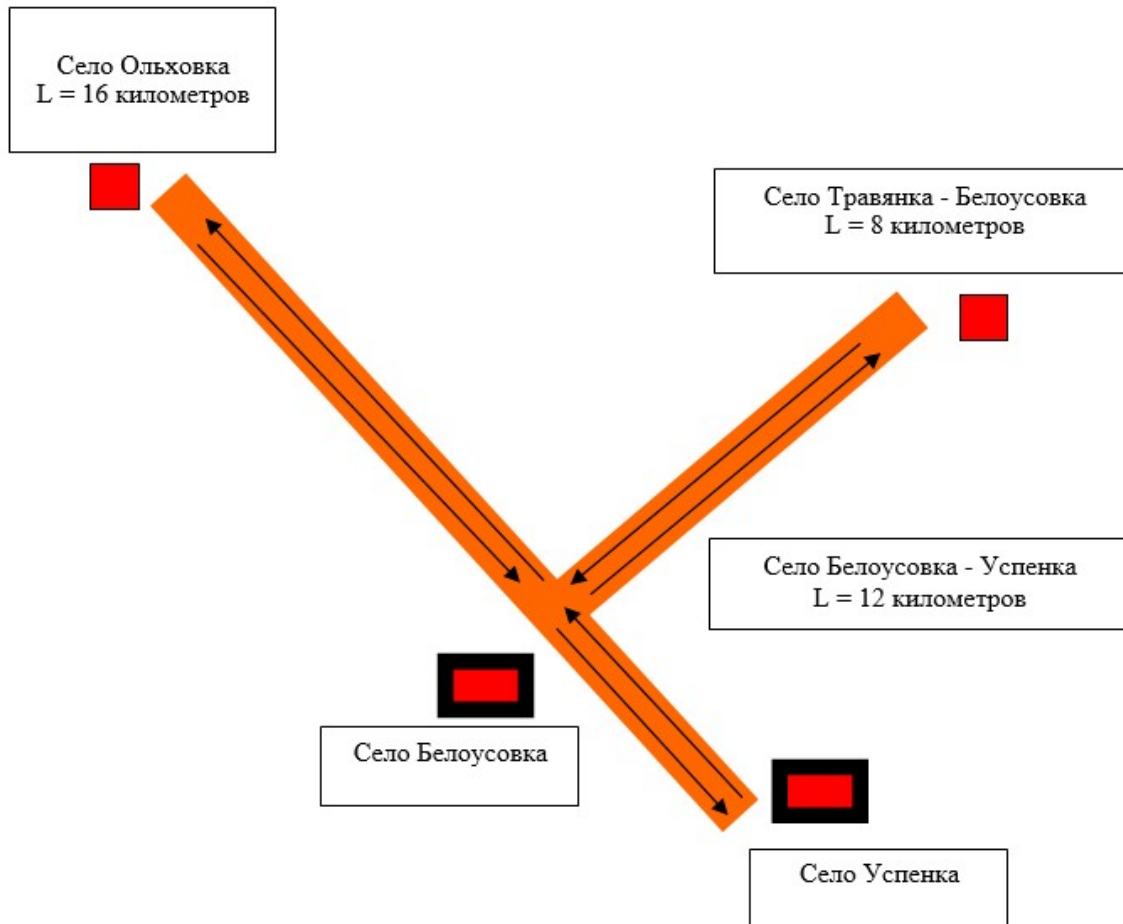 Село Ольховка
L = 16 километров
Село Травянка - Белоусовка
L = 8 километров
Село Белоусовка - Успенка
L = 12 километров
Село Белоусовка
Село Успенка